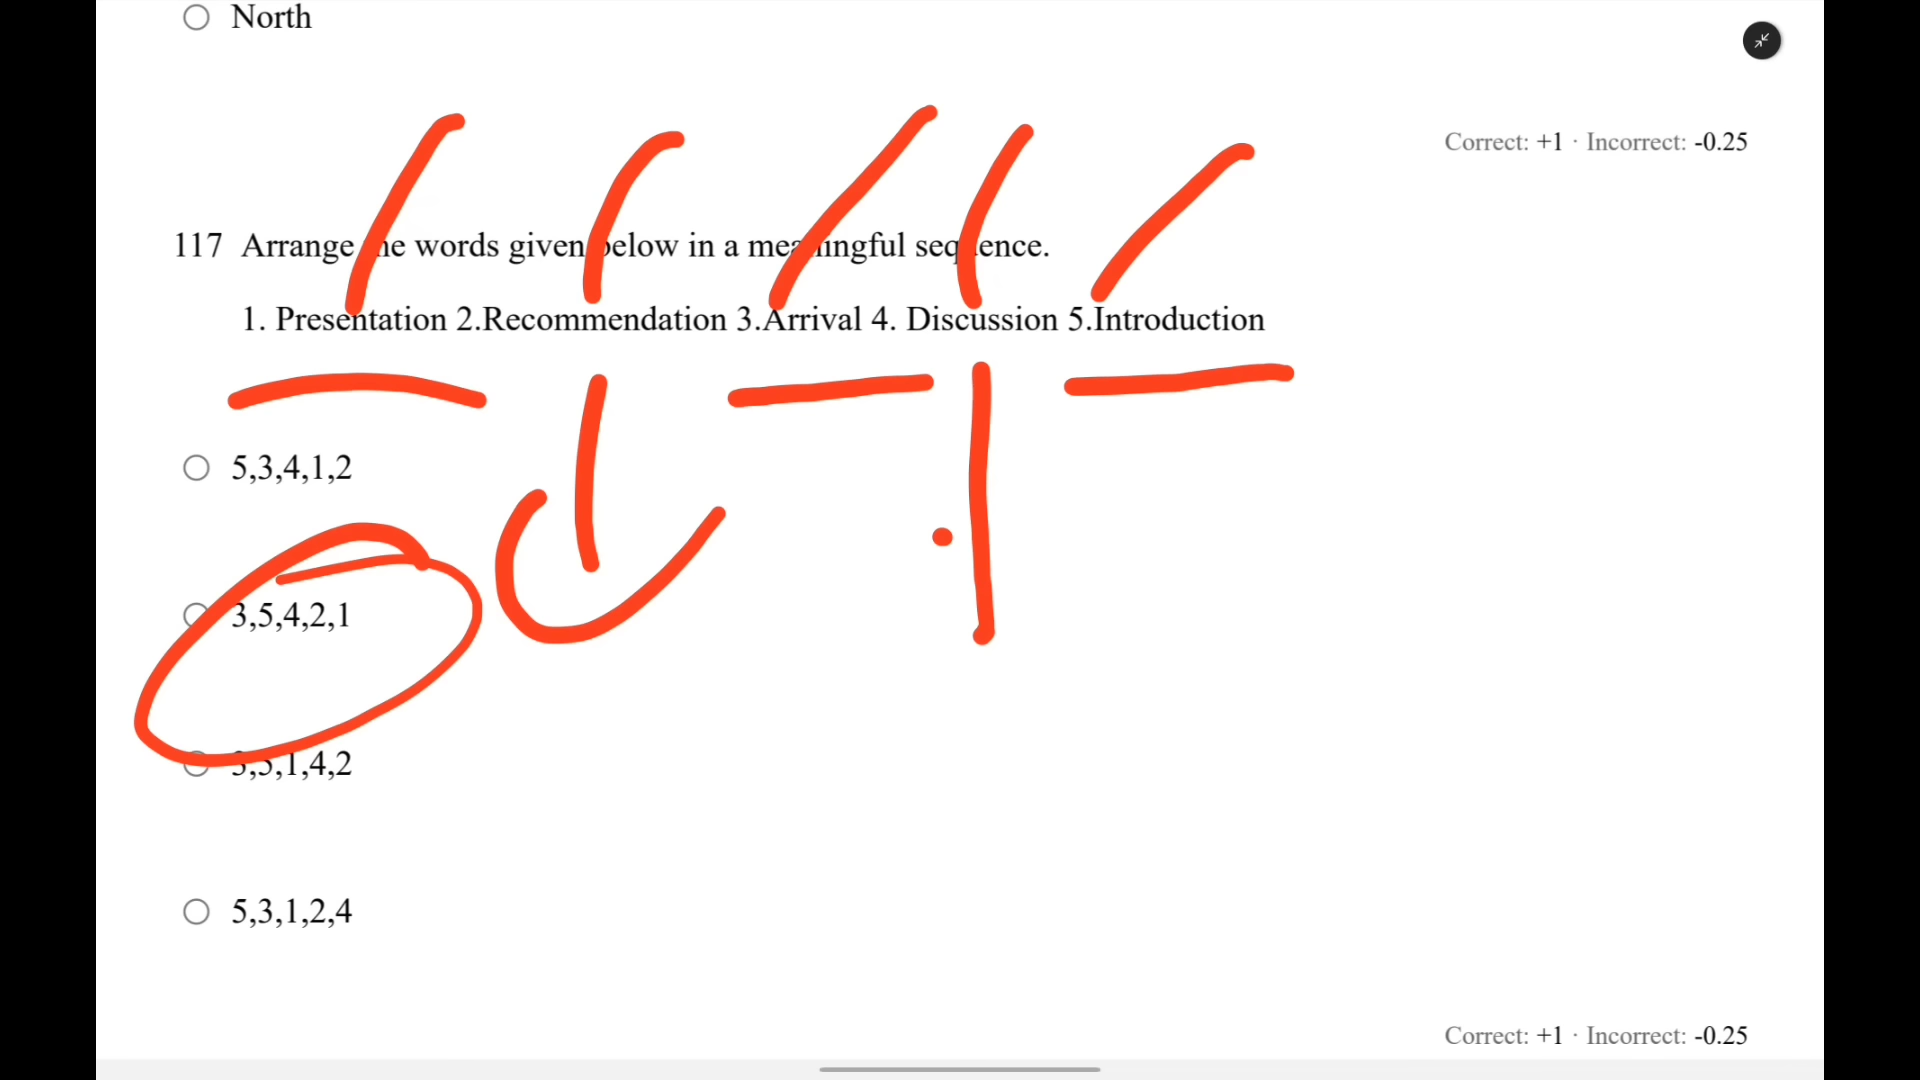 North
Correct: +1 · Incorrect: -0.25
117 Arrange the words given below in a meaningful sequence.
1. Presentation 2.Recommendation 3.Arrival 4. Discussion 5.Introduction
5,3,4,1,2
3,5,4,2,1
3,5,1,4,2
5,3,1,2,4
Correct: +1 · Incorrect: -0.25